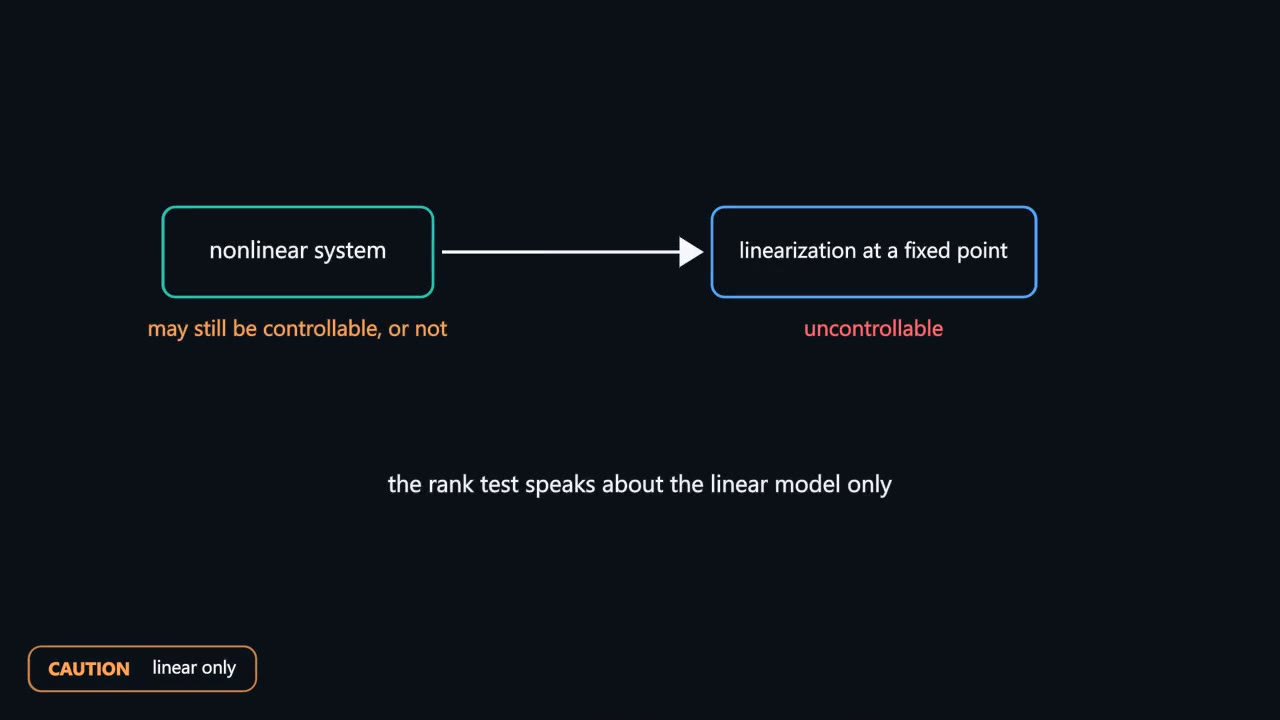 nonlinear system
linearization at a fixed point
may still be controllable, or not
uncontrollable
the rank test speaks about the linear model only
CAUTION linear only